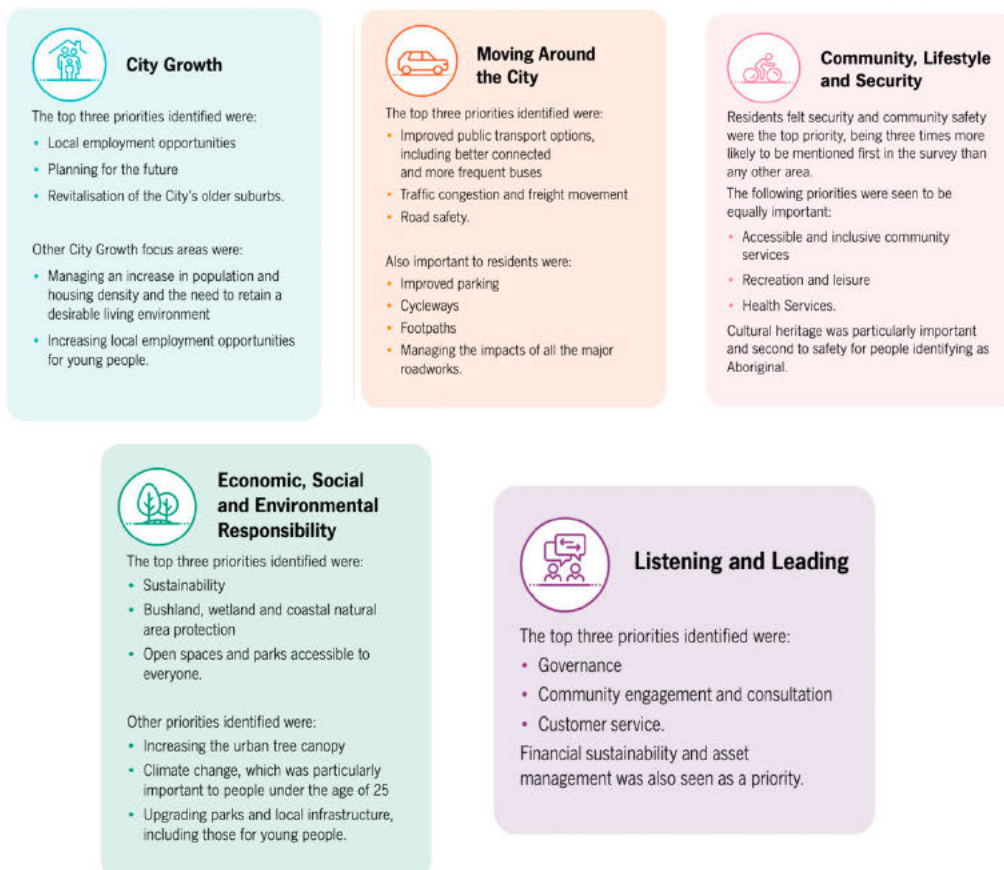 City Growth
The top three priorities identified were:
• Local employment opportunities
• Planning for the future
• Revitalisation of the City's older suburbs.
Other City Growth focus areas were:
• Managing an increase in population and
housing density and the need to retain a
desirable living environment
• Increasing local employment opportunities
for young people.
Moving Around
the City
The top three priorities identified were:
• Improved public transport options,
including better connected
and more frequent buses
• Traffic congestion and freight movement
• Road safety.
Also important to residents were:
• Improved parking
• Cycleways
• Footpaths
• Managing the impacts of all the major
roadworks.
Community, Lifestyle
and Security
Residents felt security and community safety
were the top priority, being three times more
likely to be mentioned first in the survey than
any other area.
The following priorities were seen to be
equally important:
• Accessible and inclusive community
services
• Recreation and leisure
• Health Services.
Cultural heritage was particularly important
and second to safety for people identifying as
Aboriginal.
Economic, Social
and Environmental
Responsibility
The top three priorities identified were:
• Sustainability
• Bushland, wetland and coastal natural
area protection
• Open spaces and parks accessible to
everyone.
Other priorities identified were:
• Increasing the urban tree canopy
• Climate change, which was particularly
important to people under the age of 25
• Upgrading parks and local infrastructure,
including those for young people.
Listening and Leading
The top three priorities identified were:
• Governance
• Community engagement and consultation
• Customer service.
Financial sustainability and asset
management was also seen as a priority.